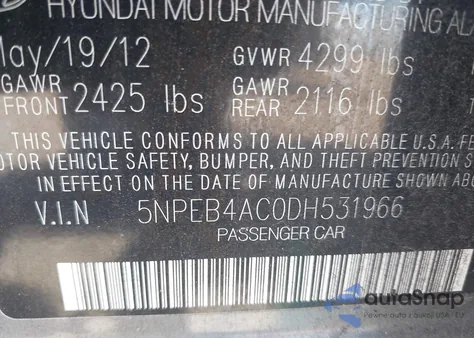 HYUNDAI MOTOR MANUFACTURING ALA
May/19/12 GVWR 4299 lbs
GAWR FRONT 2425 lbs GAWR REAR 2116 lbs
THIS VEHICLE CONFORMS TO ALL APPLICABLE U.S.A. FE
OTOR VEHICLE SAFETY, BUMPER, AND THEFT PREVENTION S
IN EFFECT ON THE DATE OF MANUFACTURE SHOWN ABO
V.I.N 5NPEB4AC0DH531966
PASSENGER CAR
autoSnap